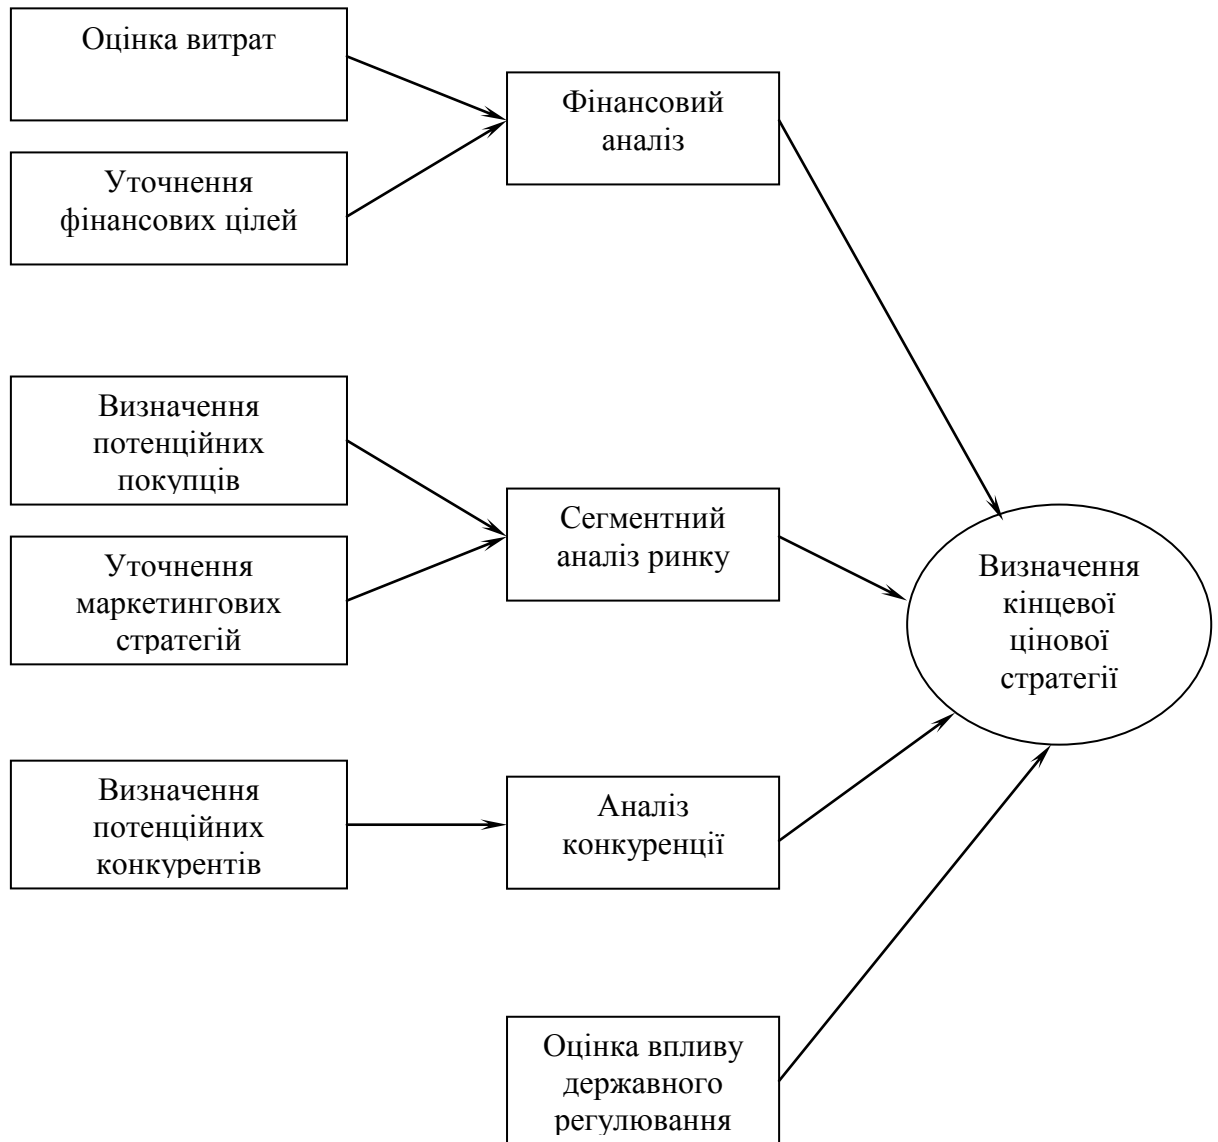 Оцінка витрат
Фінансовий
аналіз
Уточнення
фінансових цілей
Визначення
потенційних
покупців
Сегментний
аналіз ринку
Уточнення
маркетингових
стратегій
Визначення
кінцевої
цінової
стратегії
Визначення
потенційних
конкурентів
Аналіз
конкуренції
Оцінка впливу
державного
регулювання